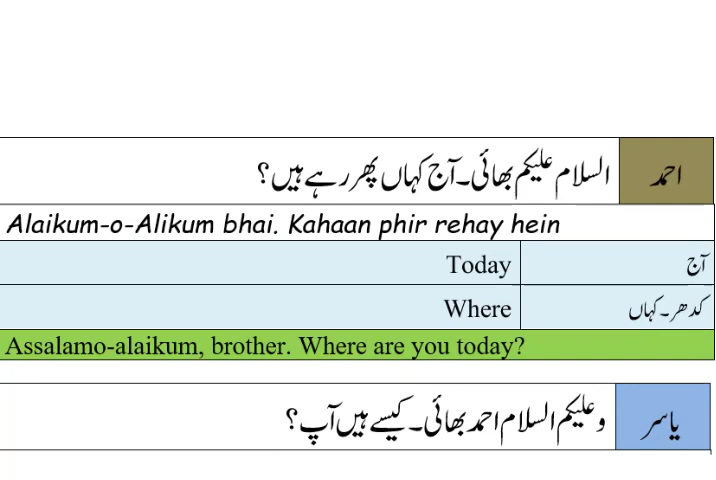 احمد السلام علیکم بھائی۔ آج کہاں پھر رہے ہیں؟
Alaikum-o-Alikum bhai. Kahaan phir rehay hein
آج Today
کدھر۔ کہاں Where
Assalamo-alaikum, brother. Where are you today?
یاسر وعلیکم السلام احمد بھائی۔ کیسے ہیں آپ؟